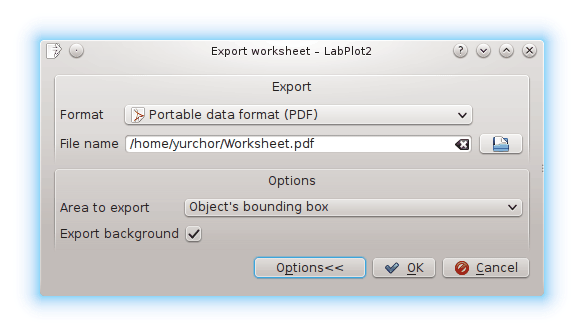 Export worksheet – LabPlot2
Export
Format Portable data format (PDF)
File name /home/yurchor/Worksheet.pdf
Options
Area to export Object's bounding box
Export background
Options<< OK Cancel